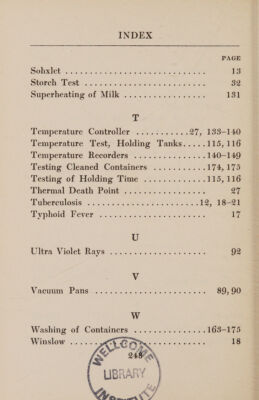 INDEX
PAGE
Sohxlet ............................ 13
Storch Test ........................ 32
Superheating of Milk ................ 131
T
Temperature Controller ...........27, 133-140
Temperature Test, Holding Tanks....115, 116
Temperature Recorders ..............140-149
Testing Cleaned Containers ..........174, 175
Testing of Holding Time ............115, 116
Thermal Death Point ................ 27
Tuberculosis ......................12, 18-21
Typhoid Fever ..................... 17
U
Ultra Violet Rays ................... 92
V
Vacuum Pans ...................... 89, 90
W
Washing of Containers ..............163-175
Winslow .......................... 18
248
WELLCOME
LIBRARY
INSTITUTE